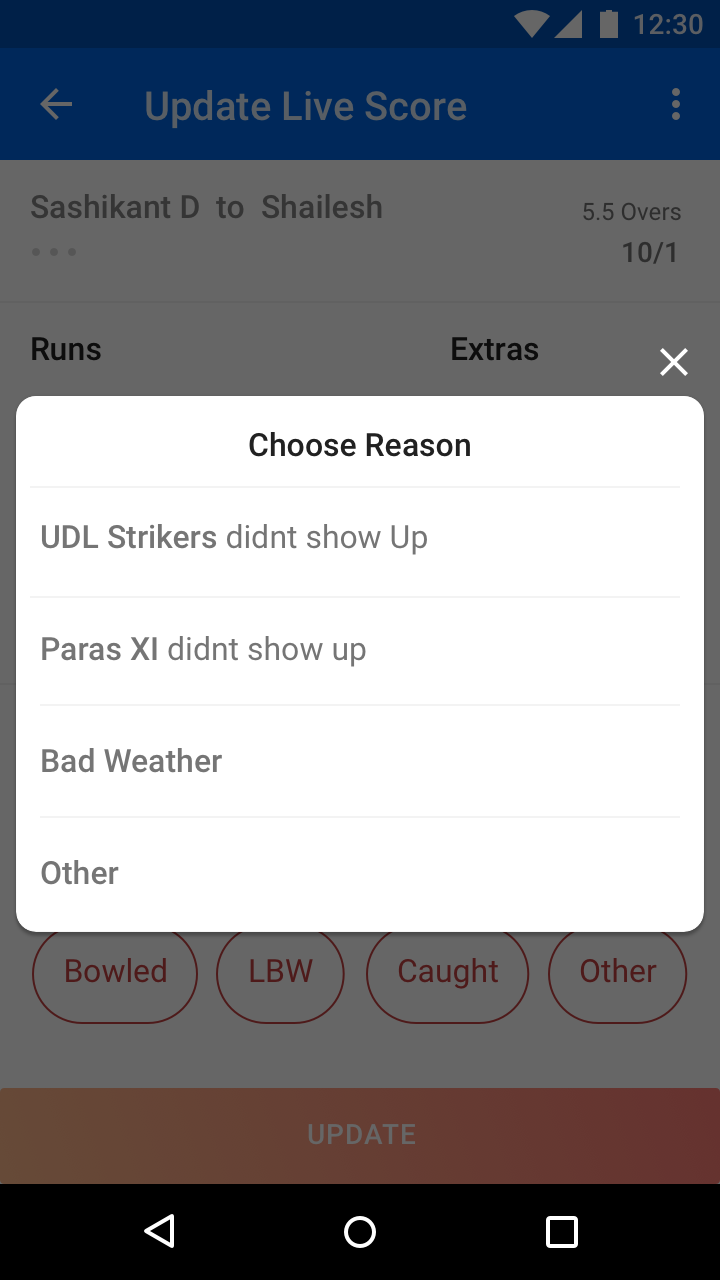 12:30
Update Live Score
Sashikant D to Shailesh
5.5 Overs
10/1
Runs
Extras
Choose Reason
UDL Strikers didnt show Up
Paras XI didnt show up
Bad Weather
Other
Bowled
LBW
Caught
Other
UPDATE